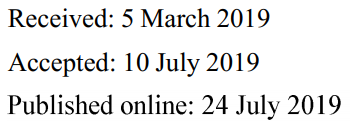 Received: 5 March 2019
Accepted: 10 July 2019
Published online: 24 July 2019